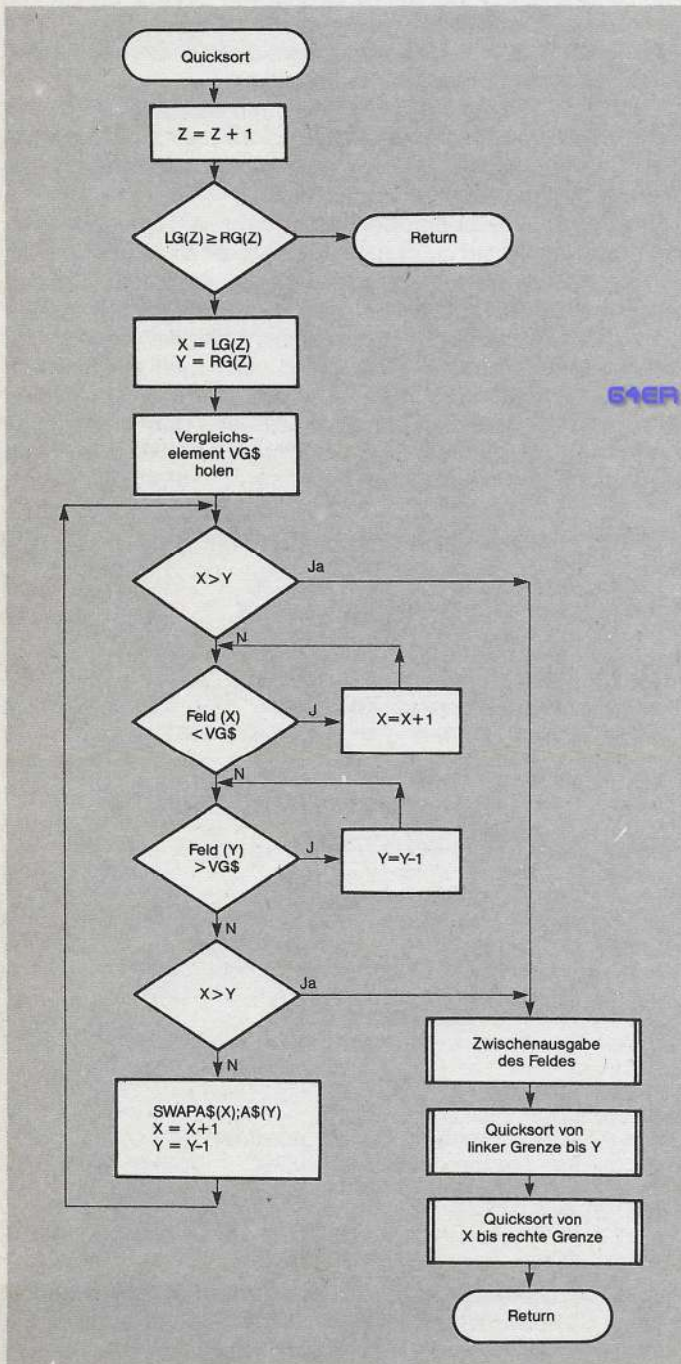 Quicksort
Z = Z + 1
LG(Z) ≥ RG(Z)
Return
X = LG(Z)
Y = RG(Z)
64ER
Vergleichs-
element VG$
holen
X > Y
Ja
N
Feld (X)
< VG$
J
X=X+1
N
Feld (Y)
> VG$
J
Y=Y-1
N
X > Y
Ja
N
SWAPA$(X);A$(Y)
X = X+1
Y = Y-1
Zwischenausgabe
des Feldes
Quicksort von
linker Grenze bis Y
Quicksort von
X bis rechte Grenze
Return